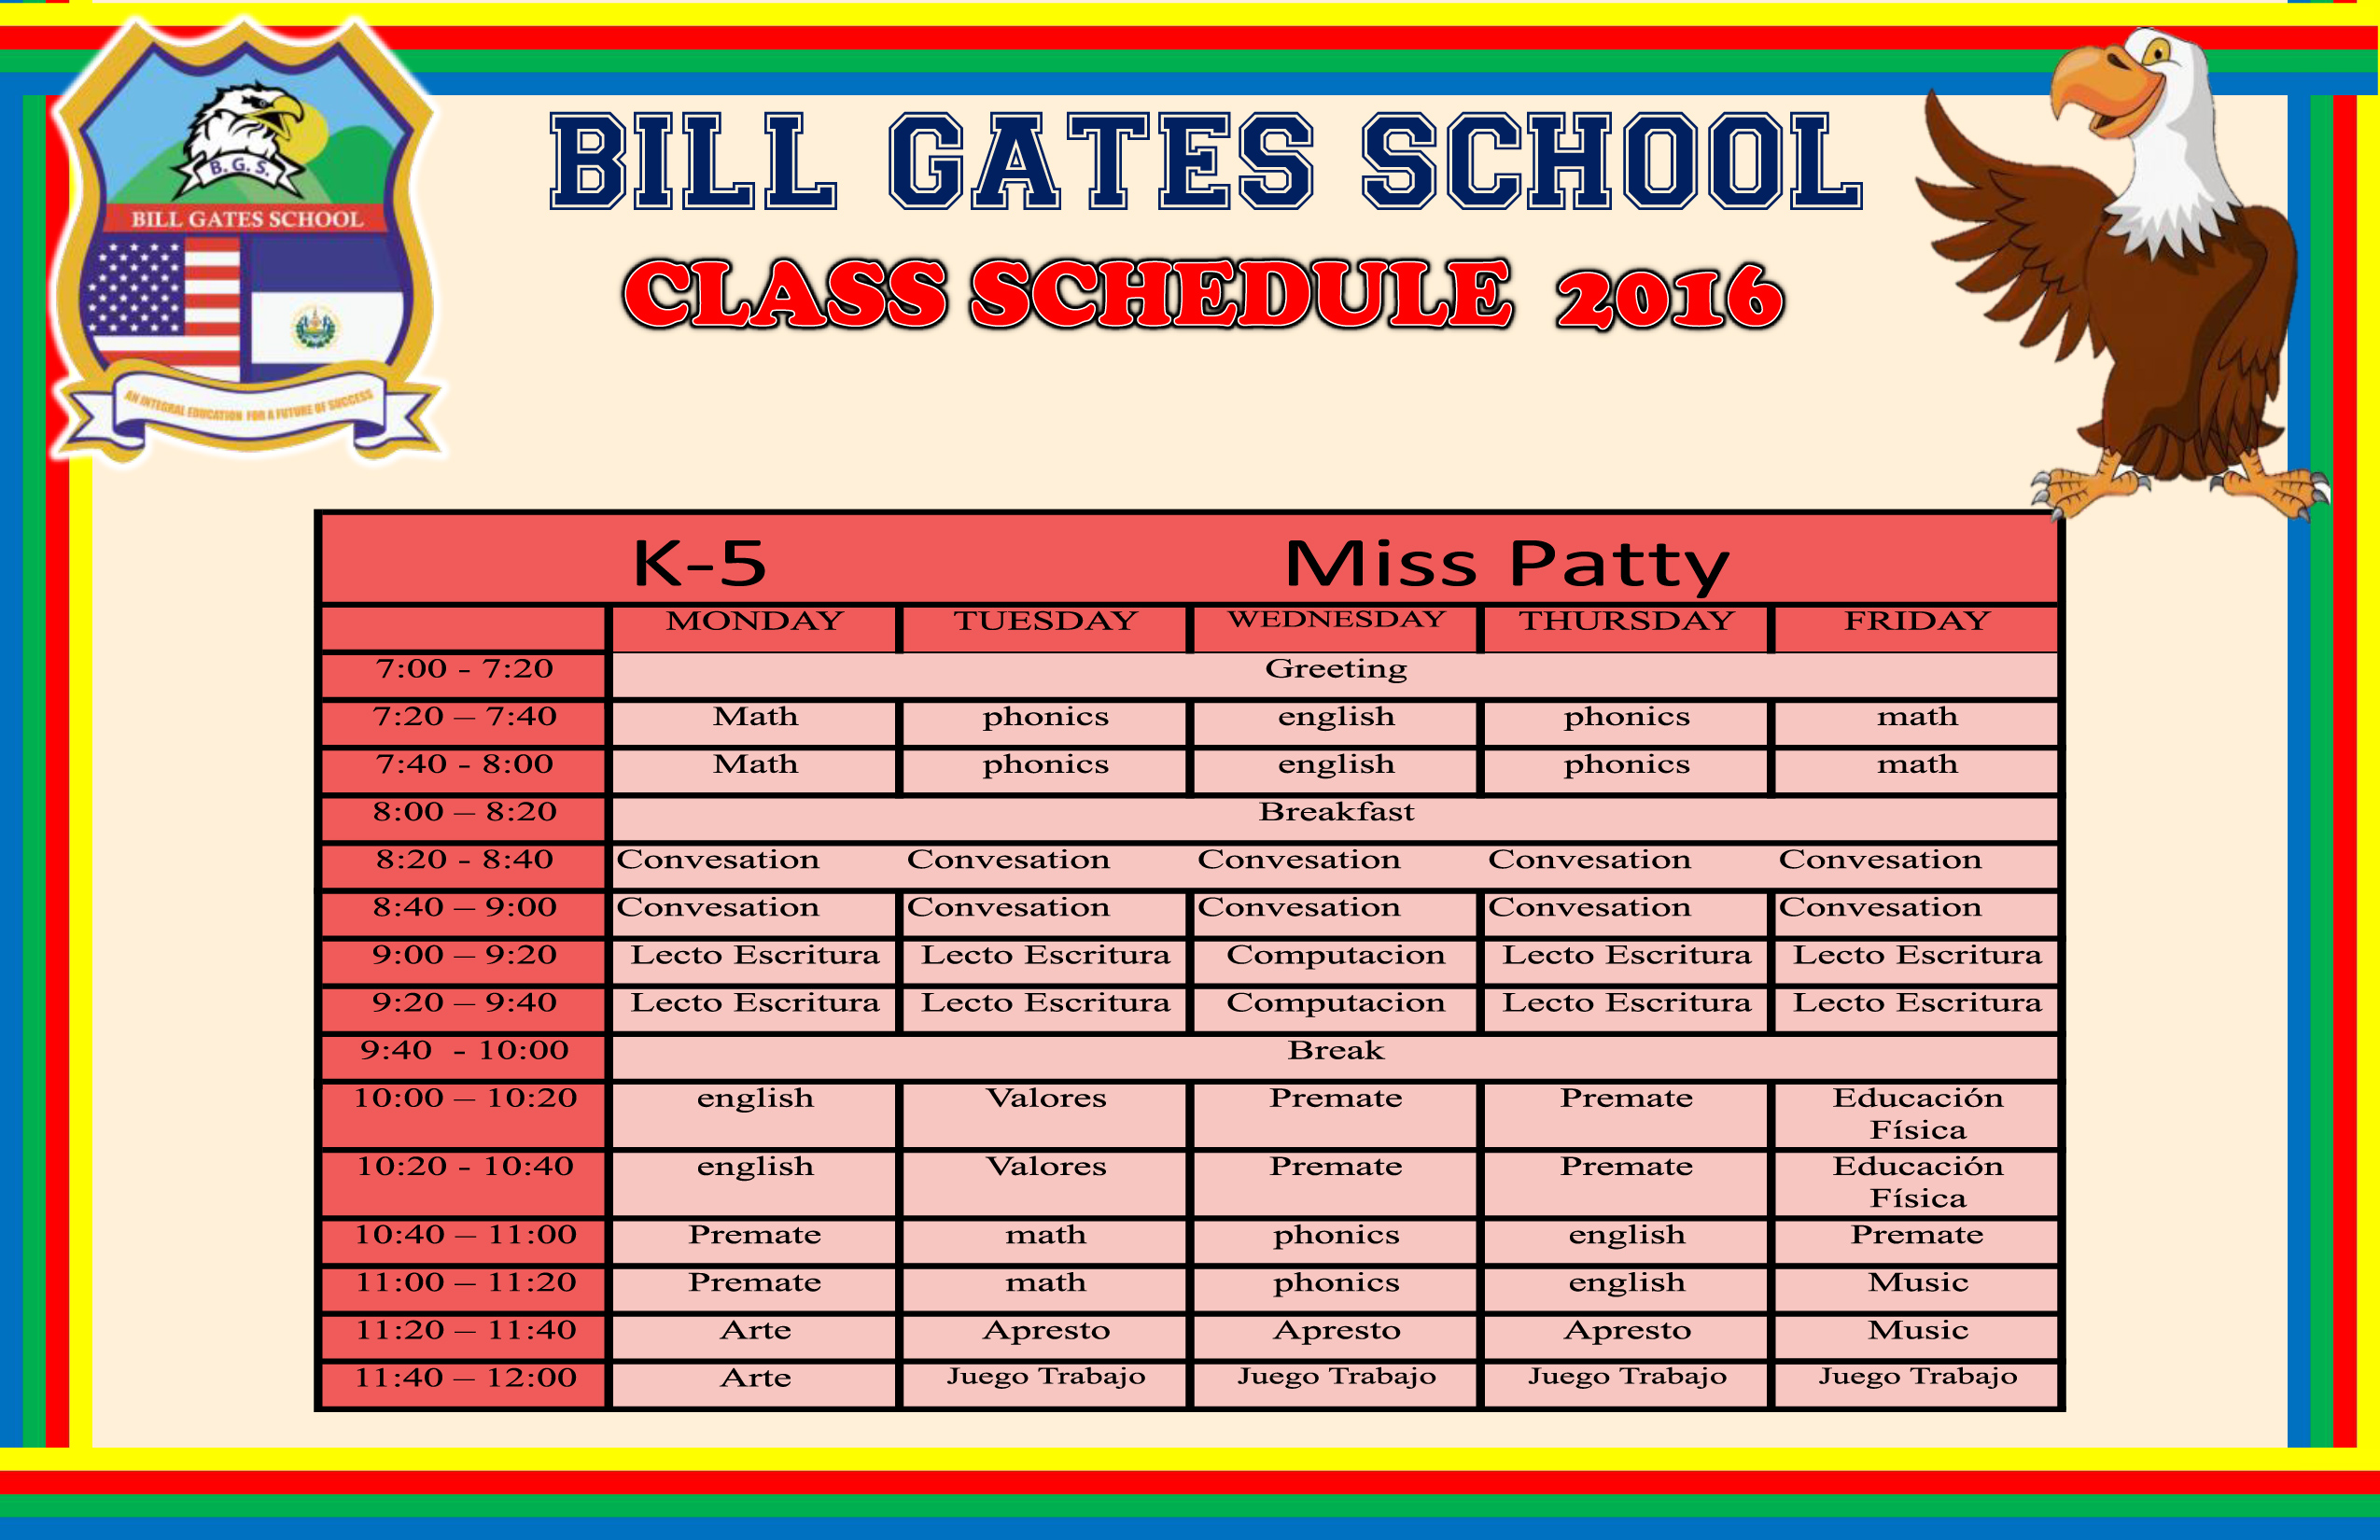 B. G. S.
BILL GATES SCHOOL
AN INTEGRAL EDUCATION FOR A FUTURE OF SUCCESS
BILL GATES SCHOOL
CLASS SCHEDULE 2016
K-5 Miss Patty
MONDAY TUESDAY WEDNESDAY THURSDAY FRIDAY
7:00 - 7:20 Greeting
7:20 – 7:40 Math phonics english phonics math
7:40 - 8:00 Math phonics english phonics math
8:00 – 8:20 Breakfast
8:20 - 8:40 Convesation Convesation Convesation Convesation Convesation
8:40 – 9:00 Convesation Convesation Convesation Convesation Convesation
9:00 – 9:20 Lecto Escritura Lecto Escritura Computacion Lecto Escritura Lecto Escritura
9:20 – 9:40 Lecto Escritura Lecto Escritura Computacion Lecto Escritura Lecto Escritura
9:40 - 10:00 Break
10:00 – 10:20 english Valores Premate Premate Educación
Física
10:20 - 10:40 english Valores Premate Premate Educación
Física
10:40 – 11:00 Premate math phonics english Premate
11:00 – 11:20 Premate math phonics english Music
11:20 – 11:40 Arte Apresto Apresto Apresto Music
11:40 – 12:00 Arte Juego Trabajo Juego Trabajo Juego Trabajo Juego Trabajo